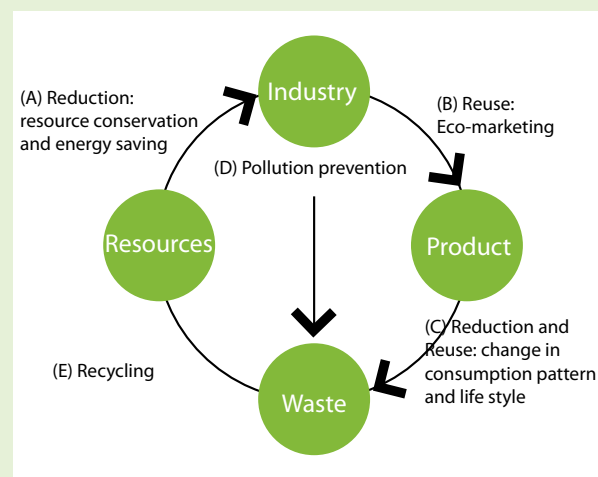 Industry
(A) Reduction:
resource conservation
and energy saving
(B) Reuse:
Eco-marketing
(D) Pollution prevention
Resources
Product
(C) Reduction and
Reuse: change in
consumption pattern
and life style
(E) Recycling
Waste